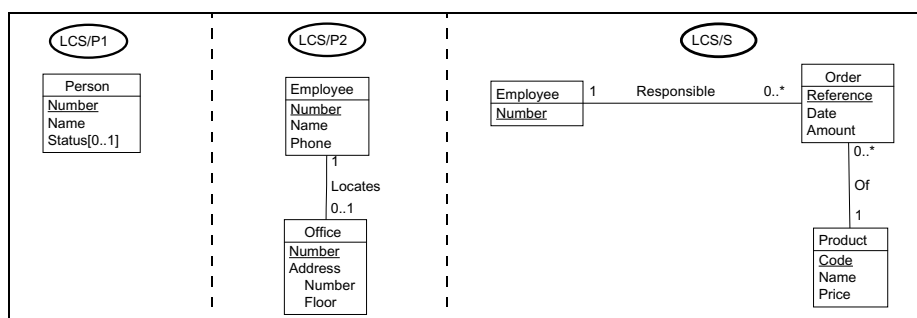 LCS/P1
Person
Number
Name
Status[0..1]
LCS/P2
Employee
Number
Name
Phone
1
Locates
0..1
Office
Number
Address
Number
Floor
LCS/S
Employee
Number
1 Responsible 0..*
Order
Reference
Date
Amount
0..*
Of
1
Product
Code
Name
Price